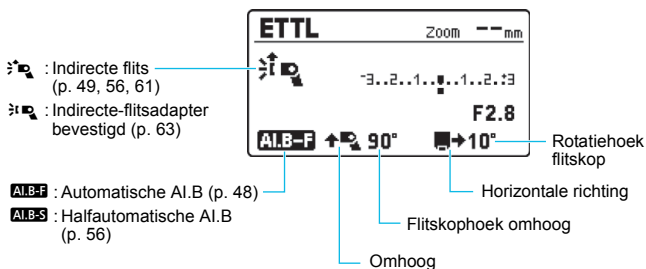 ETTL Zoom --mm
: Indirecte flits
(p. 49, 56, 61)
-3..2..1..▮..1..2.:3
: Indirecte-flitsadapter
bevestigd (p. 63)
F2.8
AI.B-F 90° 10°
Rotatiehoek
flitskop
AI.B-F : Automatische AI.B (p. 48)
Horizontale richting
AI.B-S : Halfautomatische AI.B
(p. 56)
Flitskophoek omhoog
Omhoog